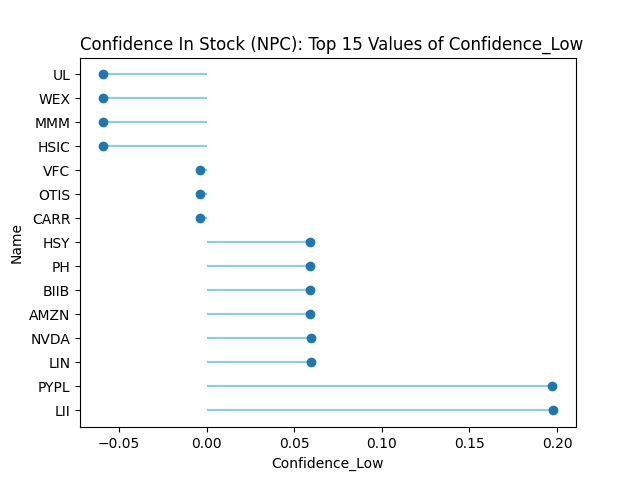 Confidence In Stock (NPC): Top 15 Values of Confidence_Low
UL
WEX
MMM
HSIC
VFC
OTIS
CARR
HSY
PH
BIIB
AMZN
NVDA
LIN
PYPL
LII
Name
−0.05 0.00 0.05 0.10 0.15 0.20
Confidence_Low